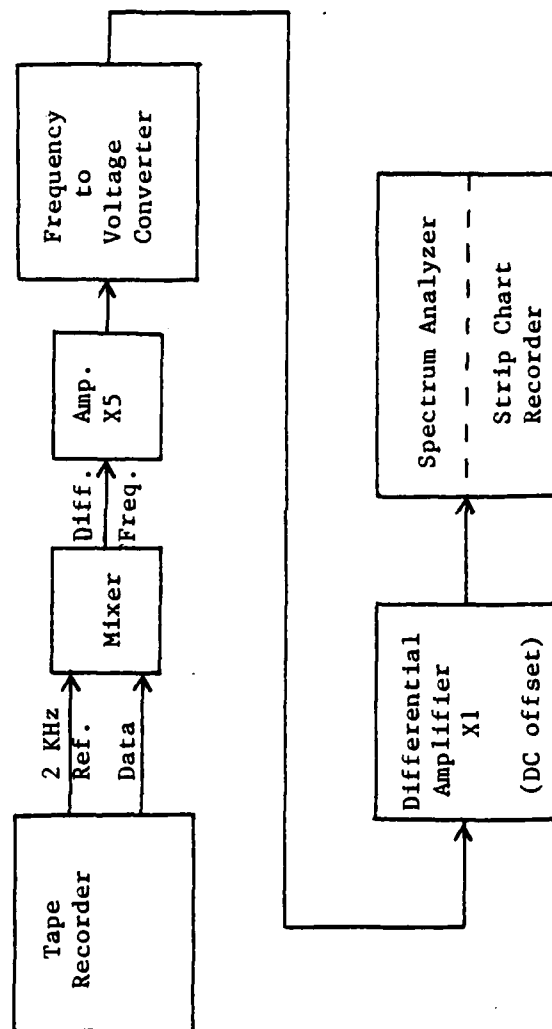 Tape
Recorder
2 KHz
Ref.
Data
Mixer
Diff.
Freq.
Amp.
X5
Frequency
to
Voltage
Converter
Differential
Amplifier
X1
(DC offset)
Spectrum Analyzer
Strip Chart
Recorder